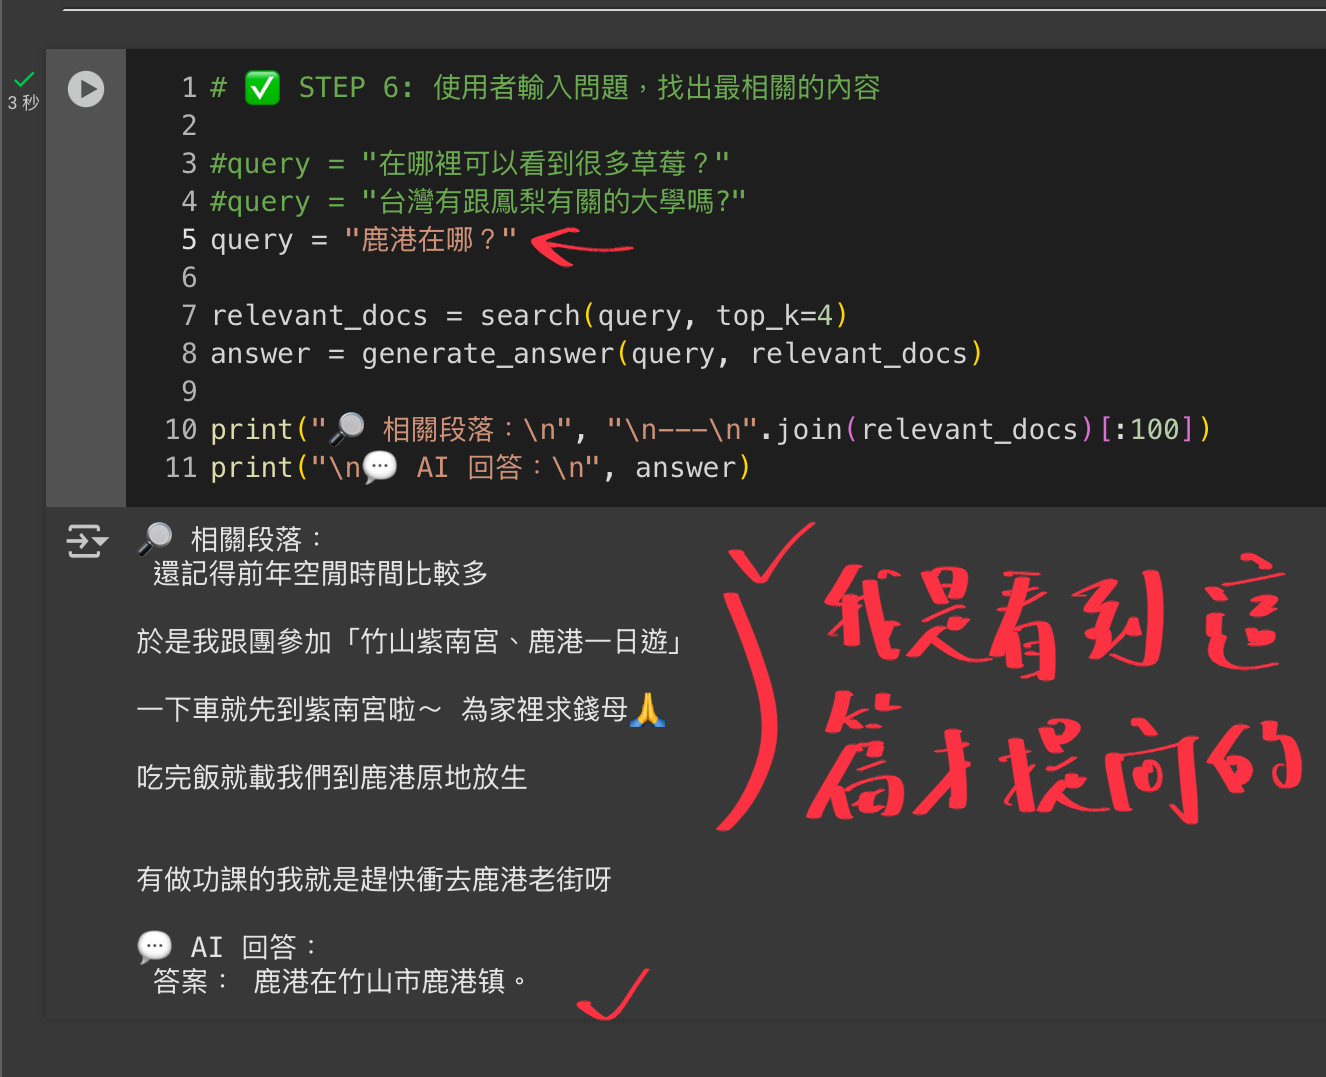 3 秒
1 # ✅ STEP 6: 使用者輸入問題，找出最相關的內容
2
3 #query = "在哪裡可以看到很多草莓？"
4 #query = "台灣有跟鳳梨有關的大學嗎?"
5 query = "鹿港在哪？"
6
7 relevant_docs = search(query, top_k=4)
8 answer = generate_answer(query, relevant_docs)
9
10 print("🔎 相關段落：\n", "\n---\n".join(relevant_docs)[:100])
11 print("\n💬 AI 回答：\n", answer)
🔎 相關段落：
還記得前年空閒時間比較多
於是我跟團參加「竹山紫南宮、鹿港一日遊」
一下車就先到紫南宮啦～ 為家裡求錢母🙏
吃完飯就載我們到鹿港原地放生
有做功課的我就是趕快衝去鹿港老街呀
我是看到這
篇才提問的
💬 AI 回答：
答案： 鹿港在竹山市鹿港镇。